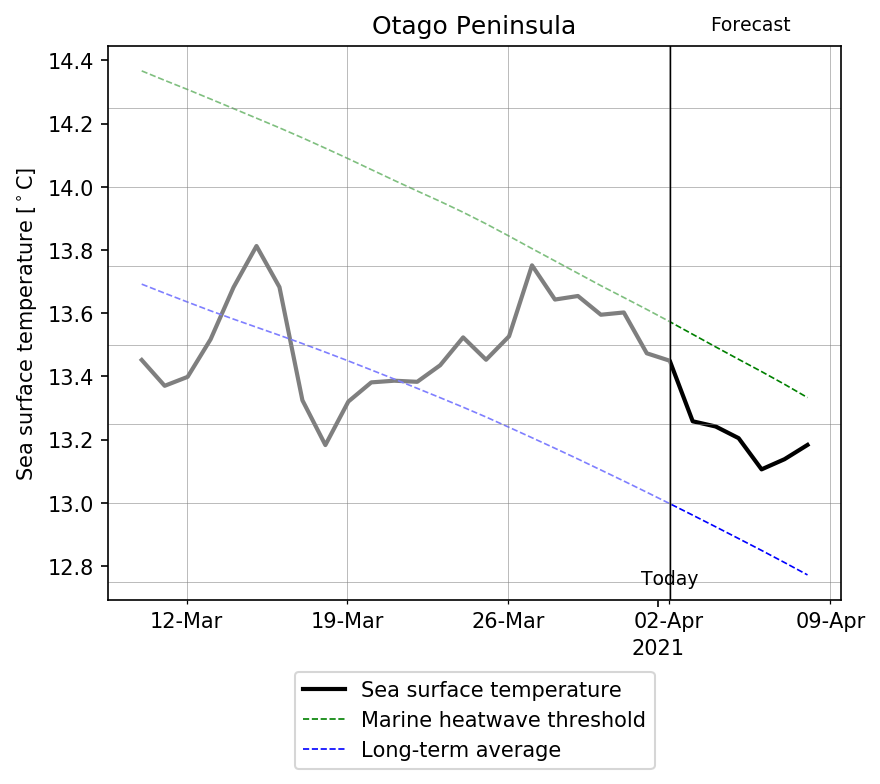 Otago Peninsula
Forecast
Sea surface temperature [°C]
14.4
14.2
14.0
13.8
13.6
13.4
13.2
13.0
12.8
Today
12-Mar 19-Mar 26-Mar 02-Apr 09-Apr
2021
Sea surface temperature
Marine heatwave threshold
Long-term average